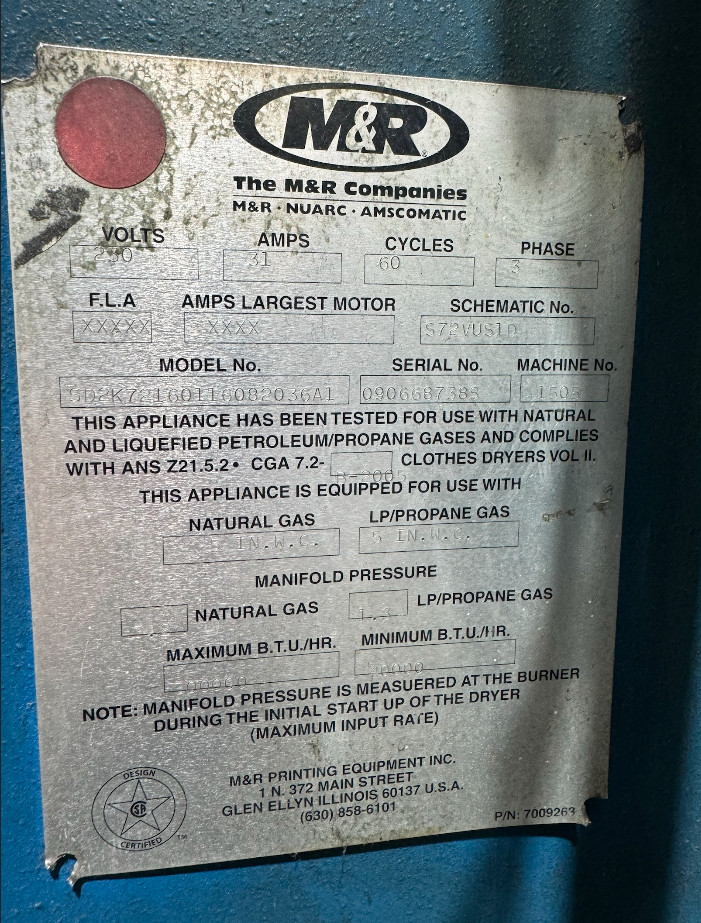 M&R
The M&R Companies
M&R · NUARC · AMSCOMATIC
VOLTS AMPS CYCLES PHASE
230 31 60 3
F.L.A AMPS LARGEST MOTOR SCHEMATIC No.
XXXXX XXXX
MODEL No. SERIAL No. MACHINE No.
THIS APPLIANCE HAS BEEN TESTED FOR USE WITH NATURAL
AND LIQUEFIED PETROLEUM/PROPANE GASES AND COMPLIES
WITH ANS Z21.5.2• CGA 7.2- CLOTHES DRYERS VOL II.
THIS APPLIANCE IS EQUIPPED FOR USE WITH
NATURAL GAS LP/PROPANE GAS
IN.W.C. 5 IN.W.C.
MANIFOLD PRESSURE
NATURAL GAS LP/PROPANE GAS
MAXIMUM B.T.U./HR. MINIMUM B.T.U./HR.
NOTE: MANIFOLD PRESSURE IS MEASUERED AT THE BURNER
DURING THE INITIAL START UP OF THE DRYER
(MAXIMUM INPUT RATE)
DESIGN
SA
CERTIFIED
TM
M&R PRINTING EQUIPMENT INC.
1 N. 372 MAIN STREET
GLEN ELLYN ILLINOIS 60137 U.S.A.
(630) 858-6101
P/N: 7009263